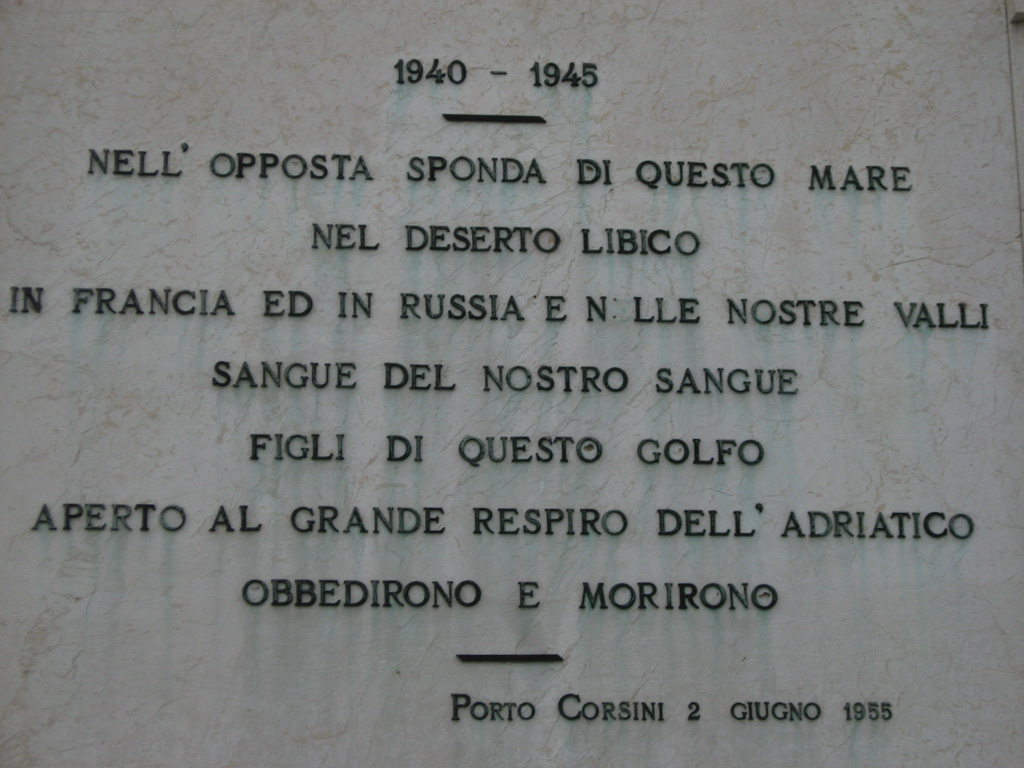 1940 - 1945
NELL' OPPOSTA SPONDA DI QUESTO MARE
NEL DESERTO LIBICO
IN FRANCIA ED IN RUSSIA E N LLE NOSTRE VALLI
SANGUE DEL NOSTRO SANGUE
FIGLI DI QUESTO GOLFO
APERTO AL GRANDE RESPIRO DELL' ADRIATICO
OBBEDIRONO E MORIRONO
PORTO CORSINI 2 GIUGNO 1955